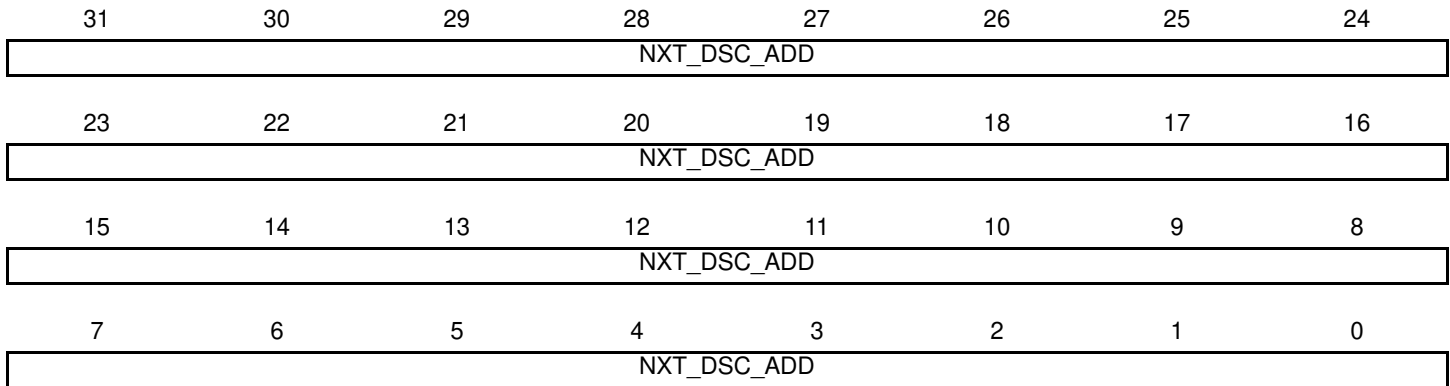 31 30 29 28 27 26 25 24
NXT_DSC_ADD
23 22 21 20 19 18 17 16
NXT_DSC_ADD
15 14 13 12 11 10 9 8
NXT_DSC_ADD
7 6 5 4 3 2 1 0
NXT_DSC_ADD